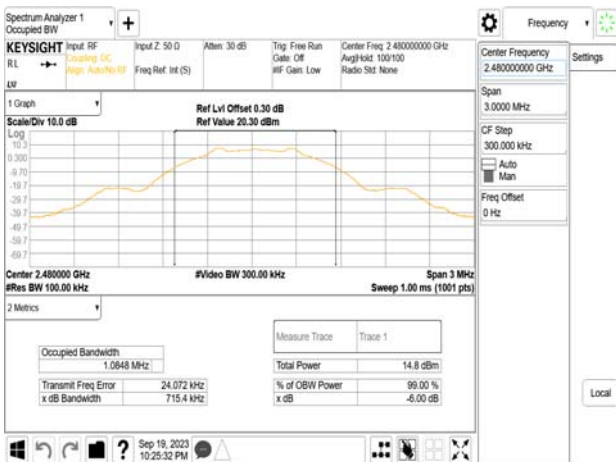 Spectrum Analyzer 1
Occupied BW
Frequency
KEYSIGHT
RL
Input: RF
Coupling: DC
Align: Auto/No RF
Input Z: 50 Ω
Freq Ref: Int (S)
Atten: 30 dB
Trig: Free Run
Gate: Off
#IF Gain: Low
Center Freq: 2.480000000 GHz
Avg|Hold: 100/100
Radio Std: None
Center Frequency
2.480000000 GHz
Settings
Span
3.0000 MHz
CF Step
300.000 kHz
Auto
Man
Freq Offset
0 Hz
Local
1 Graph
Scale/Div 10.0 dB
Ref Lvl Offset 0.30 dB
Ref Value 20.30 dBm
Log
10.3
0.300
-9.70
-19.7
-29.7
-39.7
-49.7
-59.7
-69.7
Center 2.480000 GHz
#Video BW 300.00 kHz
Span 3 MHz
#Res BW 100.00 kHz
Sweep 1.00 ms (1001 pts)
2 Metrics
Measure Trace
Trace 1
Occupied Bandwidth
1.0848 MHz
Total Power
14.8 dBm
Transmit Freq Error
24.072 kHz
% of OBW Power
99.00 %
x dB Bandwidth
715.4 kHz
x dB
-6.00 dB
Sep 19, 2023
10:25:32 PM